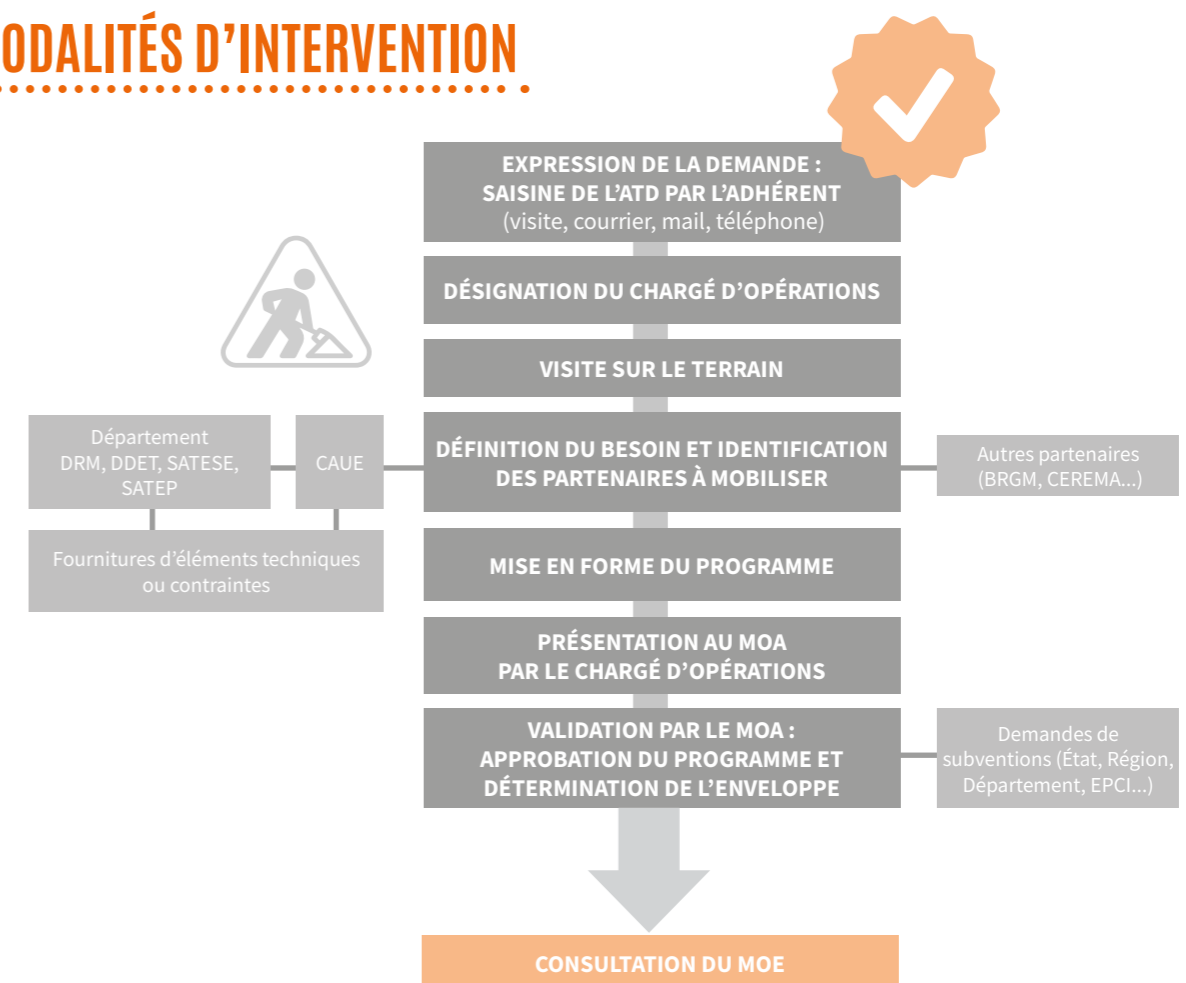 ODALITÉS D'INTERVENTION
EXPRESSION DE LA DEMANDE :
SAISINE DE L'ATD PAR L'ADHÉRENT
(visite, courrier, mail, téléphone)
DÉSIGNATION DU CHARGÉ D'OPÉRATIONS
VISITE SUR LE TERRAIN
Département
DRM, DDET, SATESE,
SATEP
CAUE
DÉFINITION DU BESOIN ET IDENTIFICATION
DES PARTENAIRES À MOBILISER
Autres partenaires
(BRGM, CEREMA...)
Fournitures d'éléments techniques
ou contraintes
MISE EN FORME DU PROGRAMME
PRÉSENTATION AU MOA
PAR LE CHARGÉ D'OPÉRATIONS
VALIDATION PAR LE MOA :
APPROBATION DU PROGRAMME ET
DÉTERMINATION DE L'ENVELOPPE
Demandes de
subventions (État, Région,
Département, EPCI...)
CONSULTATION DU MOE